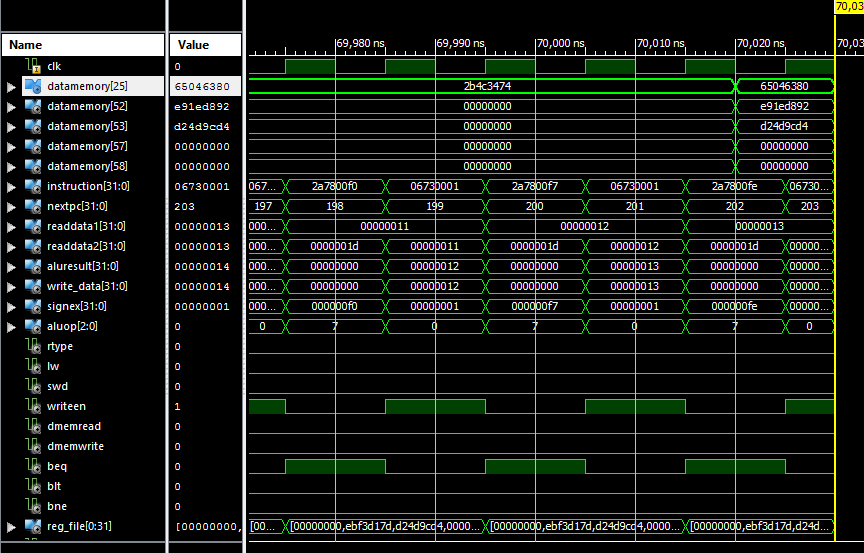 70,03
69,980 ns 69,990 ns 70,000 ns 70,010 ns 70,020 ns 70,03
Name Value
clk 0
datamemory[25] 65046380 2b4c3474 65046380
datamemory[52] e91ed892 00000000 e91ed892
datamemory[53] d24d9cd4 00000000 d24d9cd4
datamemory[57] 00000000 00000000 00000000
datamemory[58] 00000000 00000000 00000000
instruction[31:0] 06730001 067... 2a7800f0 06730001 2a7800f7 06730001 2a7800fe 06730...
nextpc[31:0] 203 197 198 199 200 201 202 203
readdata1[31:0] 00000013 000... 00000011 00000012 00000013
readdata2[31:0] 00000013 000... 0000001d 00000011 0000001d 00000012 0000001d 00000...
aluresult[31:0] 00000014 000... 00000000 00000012 00000000 00000013 00000000 00000...
write_data[31:0] 00000014 000... 00000000 00000012 00000000 00000013 00000000 00000...
signex[31:0] 00000001 000... 000000f0 00000001 000000f7 00000001 000000fe 00000...
aluop[2:0] 0 0 7 0 7 0 7 0
rtype 0
lw 0
swd 0
writeen 1
dmemread 0
dmemwrite 0
beq 0
blt 0
bne 0
reg_file[0:31] [00000000, [00... [00000000,ebf3d17d,d24d9cd4,0000... [00000000,ebf3d17d,d24d9cd4,0000... [00000000,ebf3d17d,d24d...